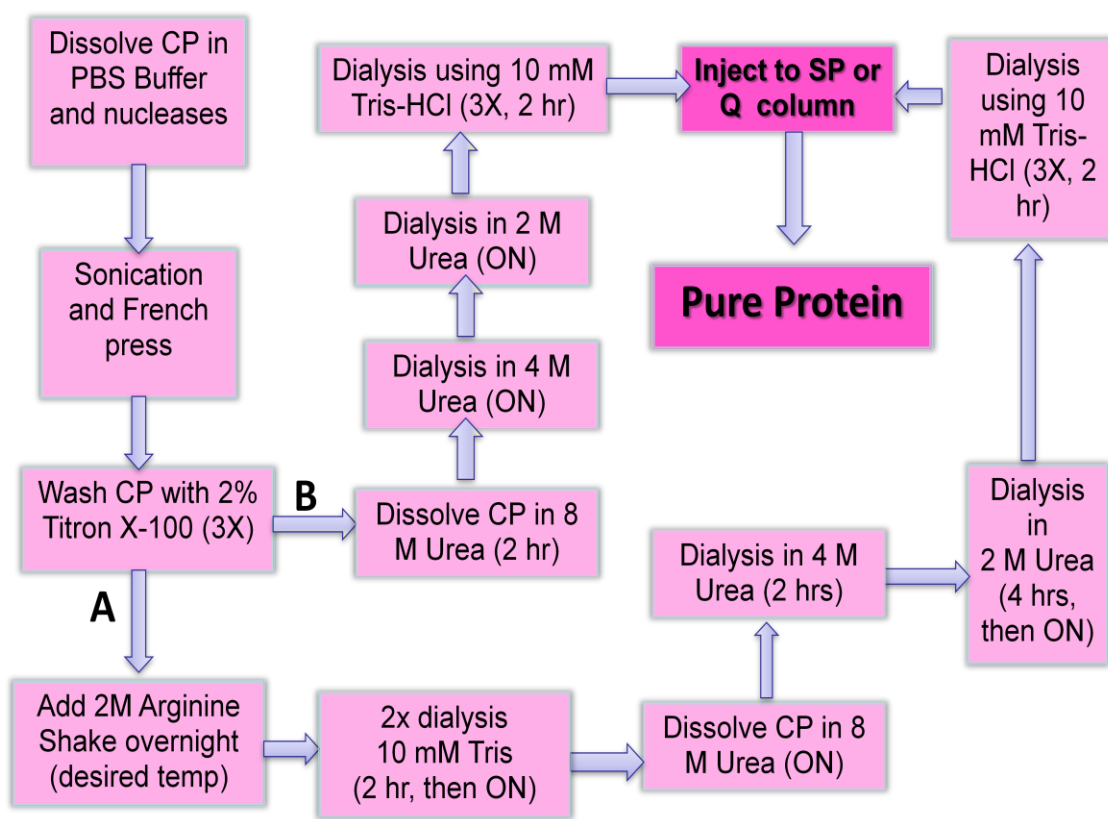 Dissolve CP in
PBS Buffer
and nucleases
Sonication
and French
press
Wash CP with 2%
Titron X-100 (3X)
A
Add 2M Arginine
Shake overnight
(desired temp)
2x dialysis
10 mM Tris
(2 hr, then ON)
Dissolve CP in 8
M Urea (ON)
Dialysis in 4 M
Urea (2 hrs)
Dialysis
in
2 M Urea
(4 hrs,
then ON)
Dialysis
using 10
mM Tris-
HCl (3X, 2
hr)
B
Dissolve CP in 8
M Urea (2 hr)
Dialysis in 4 M
Urea (ON)
Dialysis in 2 M
Urea (ON)
Dialysis using 10 mM
Tris-HCl (3X, 2 hr)
Inject to SP or
Q column
Pure Protein